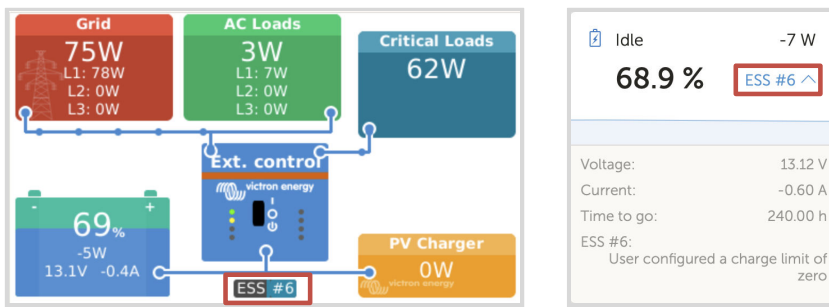 Grid
75W
L1: 78W
L2: 0W
L3: 0W
AC Loads
3W
L1: 7W
L2: 0W
L3: 0W
Critical Loads
62W
Ext. control
victron energy
I
O
- +
69%
-5W
13.1V -0.4A
ESS #6
PV Charger
0W
victron energy
Idle -7 W
68.9 % ESS #6
Voltage: 13.12 V
Current: -0.60 A
Time to go: 240.00 h
ESS #6:
User configured a charge limit of
zero